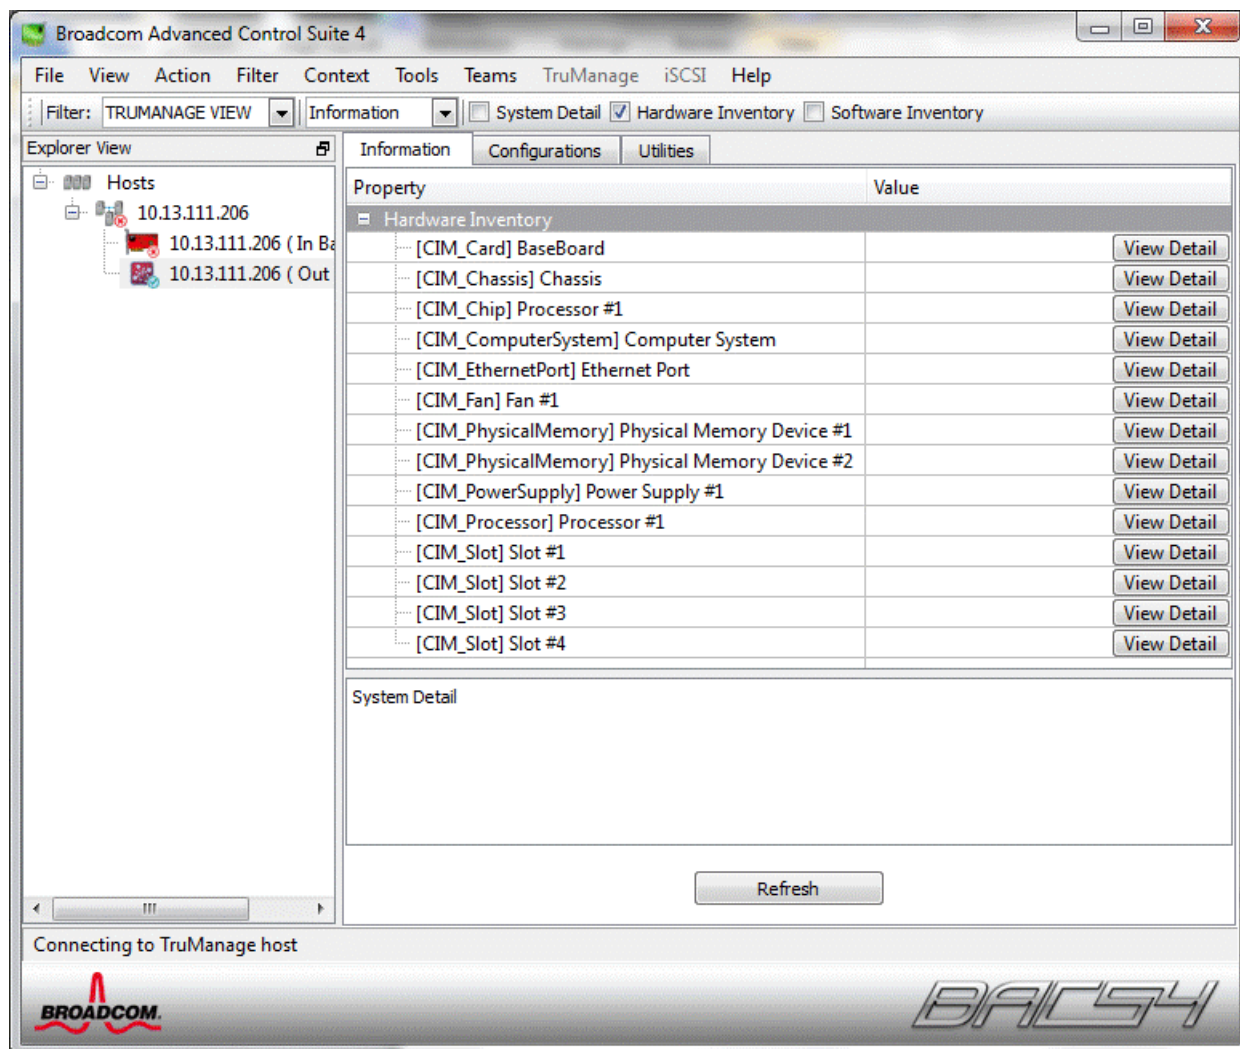 Broadcom Advanced Control Suite 4
File View Action Filter Context Tools Teams TruManage iSCSI Help
Filter: TRUMANAGE VIEW Information System Detail Hardware Inventory Software Inventory
Explorer View
Information Configurations Utilities
Hosts
10.13.111.206
10.13.111.206 ( In Ba
10.13.111.206 ( Out
Property Value
Hardware Inventory
[CIM_Card] BaseBoard View Detail
[CIM_Chassis] Chassis View Detail
[CIM_Chip] Processor #1 View Detail
[CIM_ComputerSystem] Computer System View Detail
[CIM_EthernetPort] Ethernet Port View Detail
[CIM_Fan] Fan #1 View Detail
[CIM_PhysicalMemory] Physical Memory Device #1 View Detail
[CIM_PhysicalMemory] Physical Memory Device #2 View Detail
[CIM_PowerSupply] Power Supply #1 View Detail
[CIM_Processor] Processor #1 View Detail
[CIM_Slot] Slot #1 View Detail
[CIM_Slot] Slot #2 View Detail
[CIM_Slot] Slot #3 View Detail
[CIM_Slot] Slot #4 View Detail
System Detail
Refresh
Connecting to TruManage host
BROADCOM.
BACS4